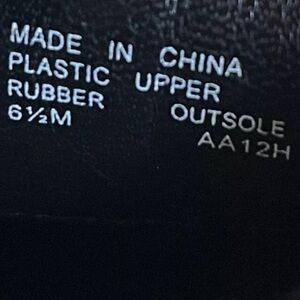 MADE IN CHINA
PLASTIC UPPER
RUBBER OUTSOLE
6½M AA12H